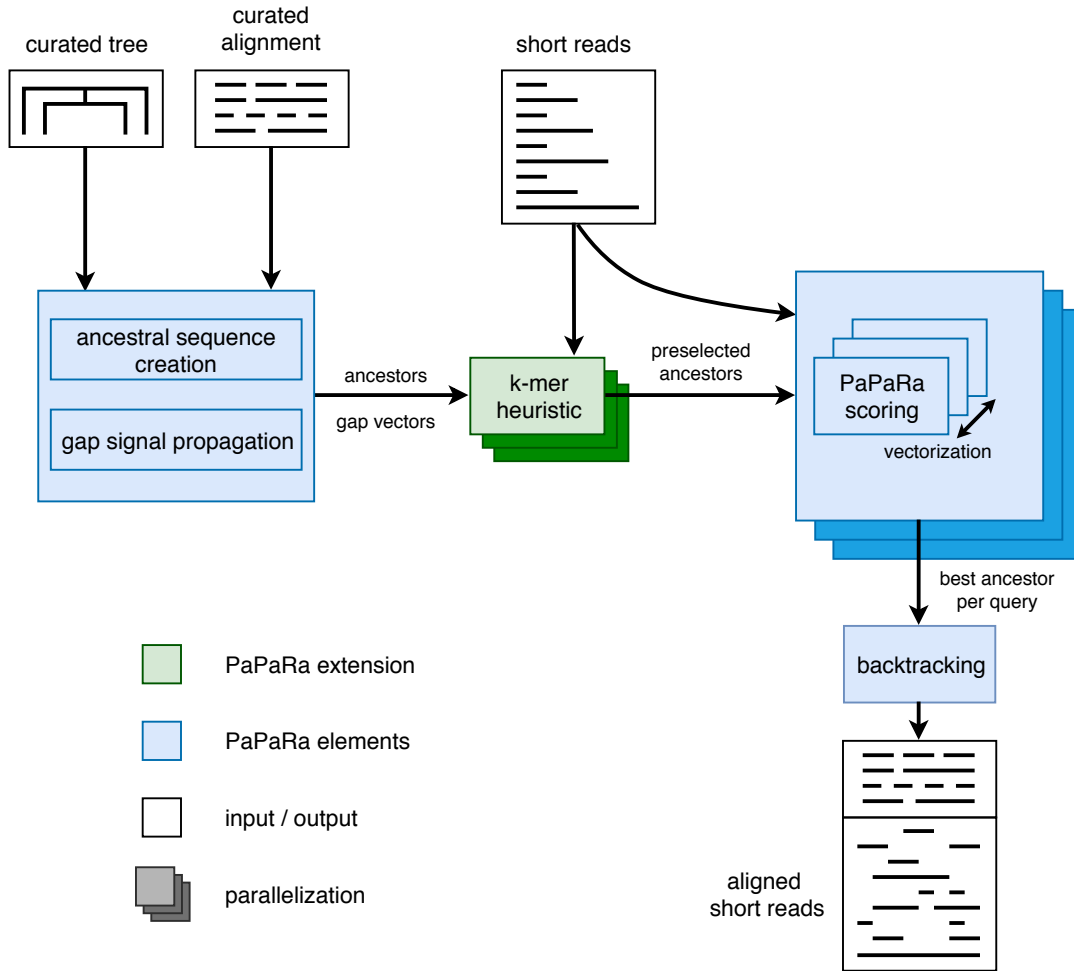 curated tree
curated
alignment
short reads
ancestral sequence
creation
gap signal propagation
ancestors
gap vectors
k-mer
heuristic
preselected
ancestors
PaPaRa
scoring
vectorization
best ancestor
per query
backtracking
PaPaRa extension
PaPaRa elements
input / output
parallelization
aligned
short reads